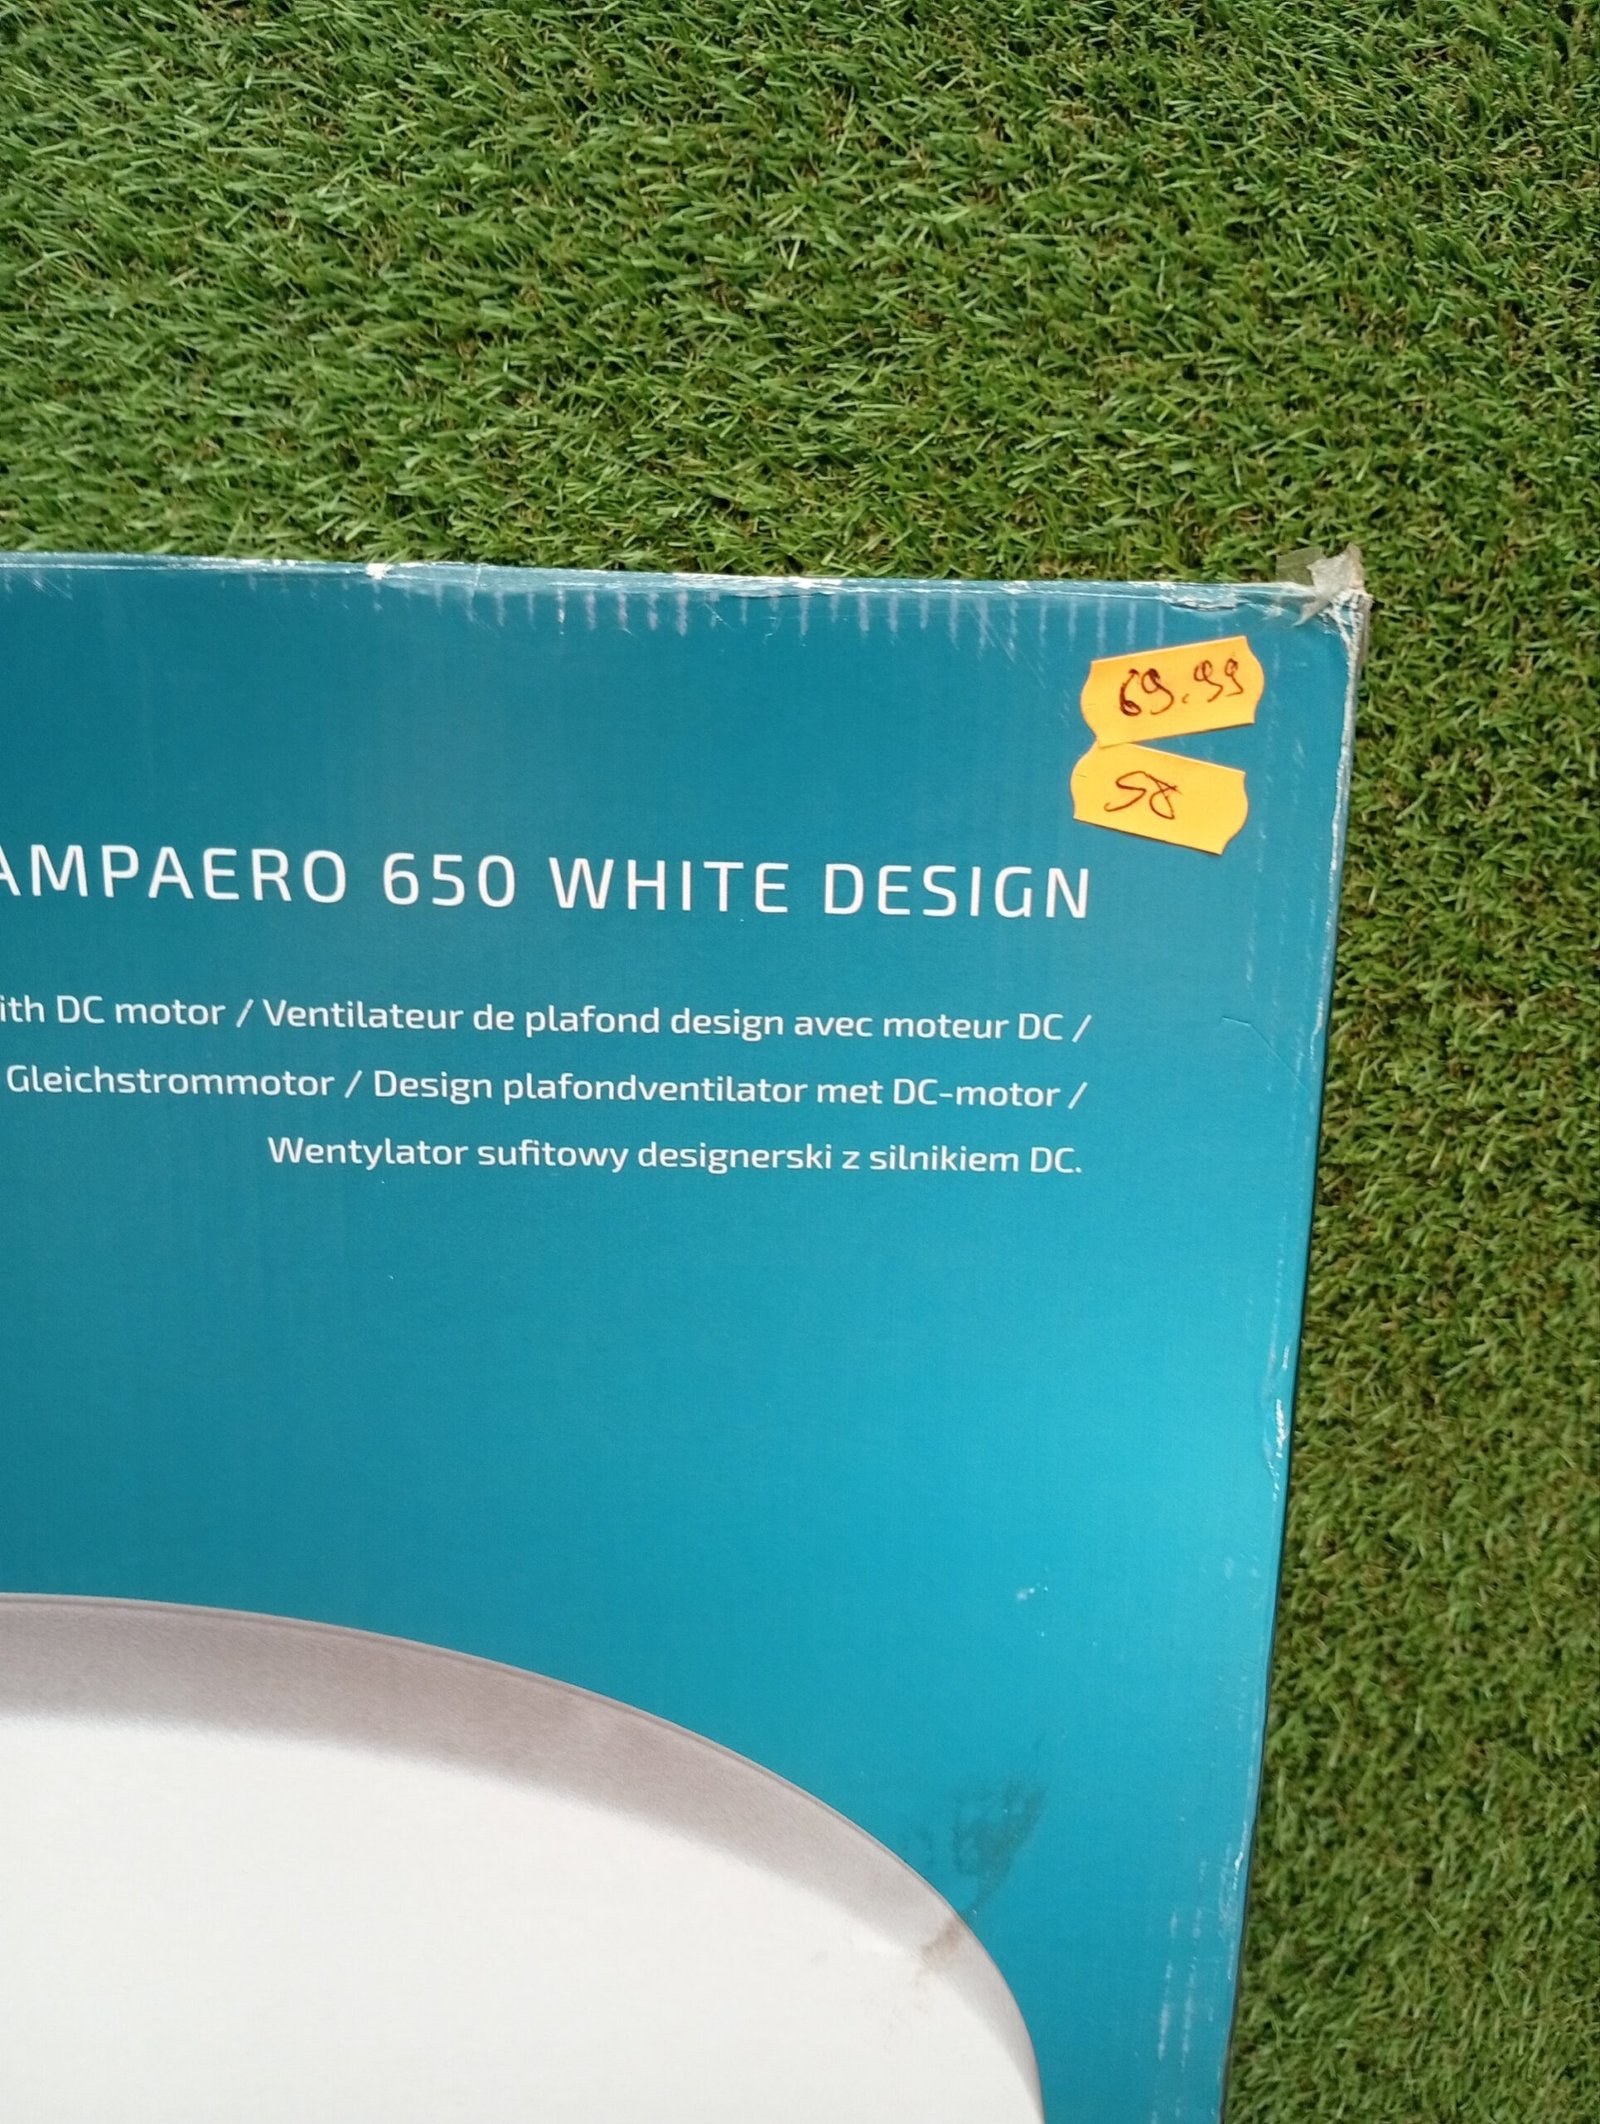 69.99
58
AMPAERO 650 WHITE DESIGN
ith DC motor / Ventilateur de plafond design avec moteur DC /
Gleichstrommotor / Design plafondventilator met DC-motor /
Wentylator sufitowy designerski z silnikiem DC.